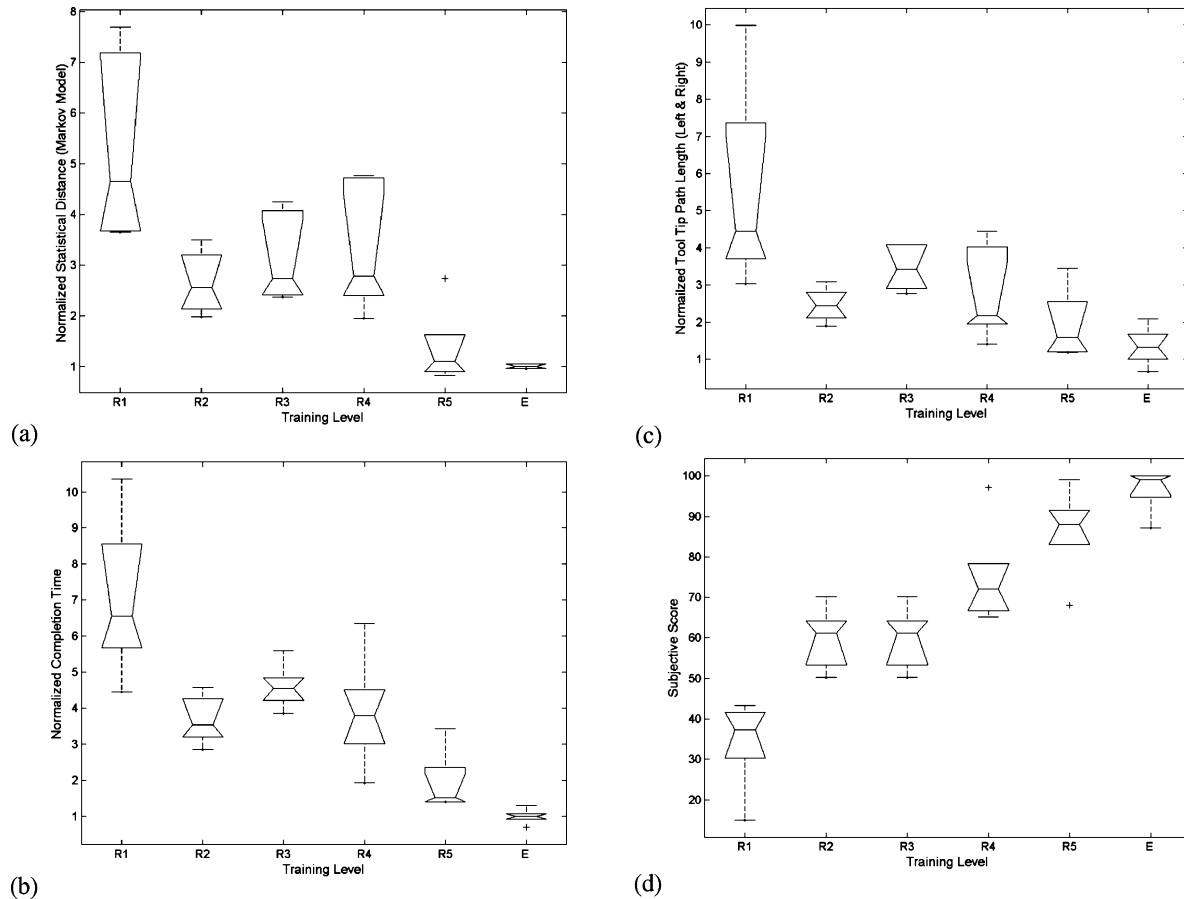 8
7
6
5
4
3
2
1
Normalized Statistical Distance (Markov Model)
R1 R2 R3 R4 R5 E
Training Level
(a)
10
9
8
7
6
5
4
3
2
1
Normailzed Tool Tip Path Length (Left & Right)
R1 R2 R3 R4 R5 E
Training Level
(c)
10
9
8
7
6
5
4
3
2
1
Normalized Completion Time
R1 R2 R3 R4 R5 E
Training Level
(b)
100
90
80
70
60
50
40
30
20
Subjective Score
R1 R2 R3 R4 R5 E
Training Level
(d)